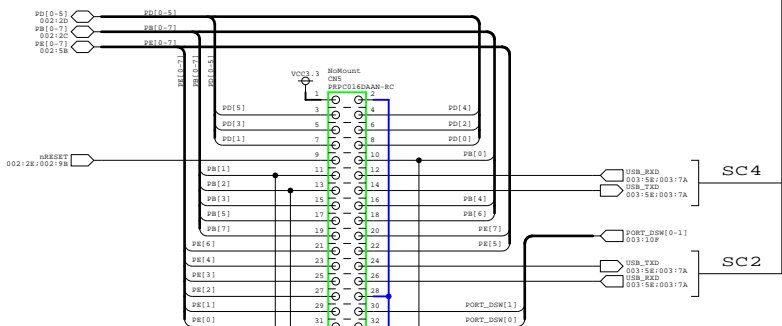 PD[0-5]
002:2D
PD[0-5]
PB[0-7]
002:2C
PB[0-7]
PE[0-7]
002:5B
PE[0-7]
PE[0-7]
PB[0-7]
PD[0-5]
VCC3.3
NoMount
CN5
PRPC016DAAN-RC
1 2
PD[5] 3 4 PD[4]
PD[3] 5 6 PD[2]
PD[1] 7 8 PD[0]
nRESET
002:2E;002:9B
9 10 PB[0]
PB[1] 11 12
USB_RXD
003:5E;003:7A
PB[2] 13 14
USB_TXD
003:5E;003:7A
SC4
PB[3] 15 16 PB[4]
PB[5] 17 18 PB[6]
PB[7] 19 20 PE[7]
PORT_DSW[0-1]
003:10F
PE[6] 21 22 PE[5]
PE[4] 23 24
USB_TXD
003:5E;003:7A
PE[3] 25 26
USB_RXD
003:5E;003:7A
SC2
PE[2] 27 28
PE[1] 29 30 PORT_DSW[1]
PE[0] 31 32 PORT_DSW[0]